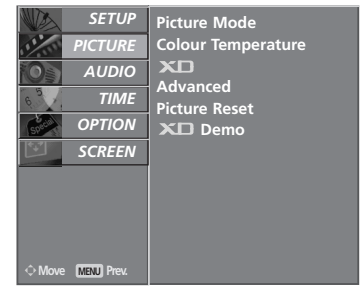 SETUP
PICTURE
AUDIO
TIME
OPTION
SCREEN
Move MENU Prev.
Picture Mode
Colour Temperature
XD
Advanced
Picture Reset
XD Demo